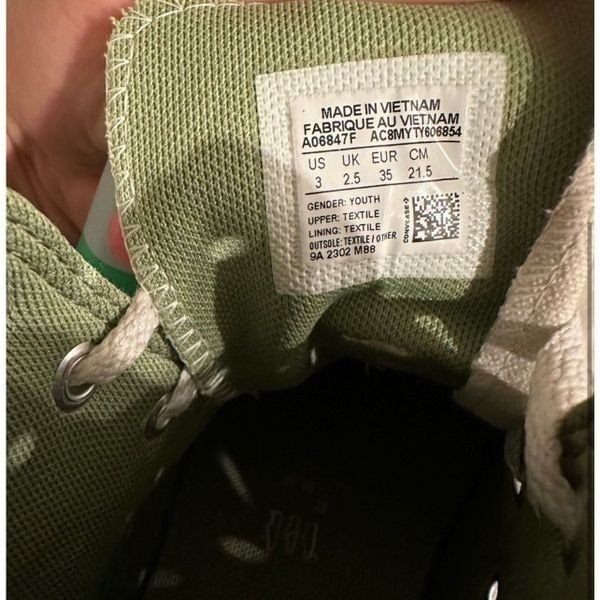 MADE IN VIETNAM
FABRIQUE AU VIETNAM
A06847F AC8MYTY606854
US UK EUR CM
3 2.5 35 21.5
GENDER: YOUTH
UPPER: TEXTILE
LINING: TEXTILE
OUTSOLE: TEXTILE / OTHER
9A 2302 M88
CONVERSE